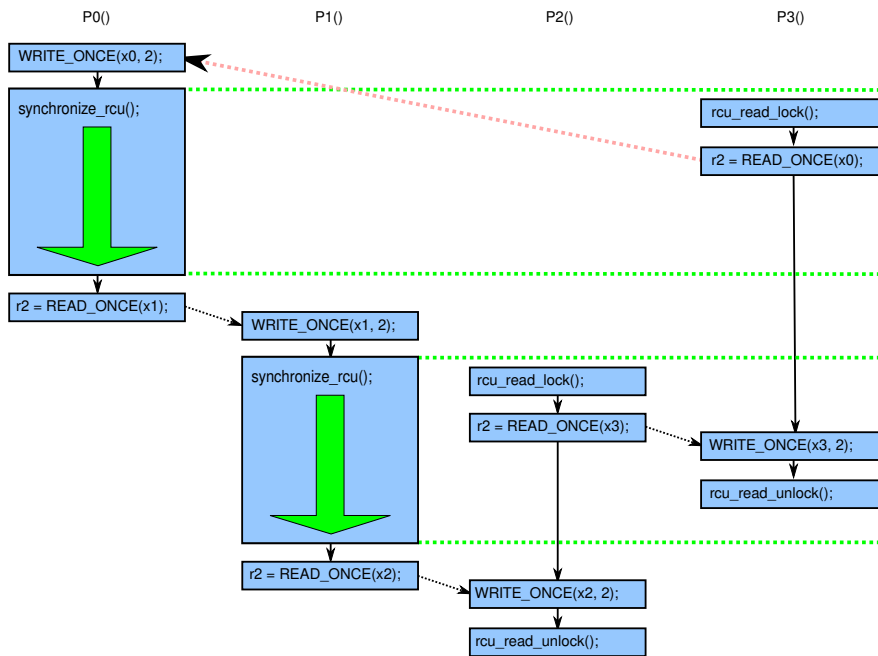 P0()
P1()
P2()
P3()
WRITE_ONCE(x0, 2);
synchronize_rcu();
rcu_read_lock();
r2 = READ_ONCE(x0);
r2 = READ_ONCE(x1);
WRITE_ONCE(x1, 2);
synchronize_rcu();
rcu_read_lock();
r2 = READ_ONCE(x3);
WRITE_ONCE(x3, 2);
rcu_read_unlock();
r2 = READ_ONCE(x2);
WRITE_ONCE(x2, 2);
rcu_read_unlock();